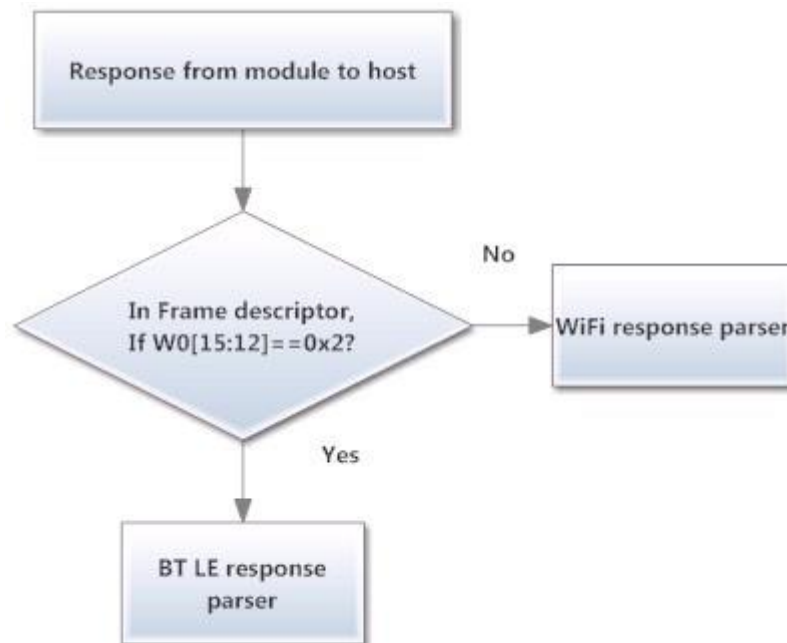 Response from module to host
In Frame descriptor,
If W0[15:12]==0x2?
No
WiFi response parser
Yes
BT LE response
parser